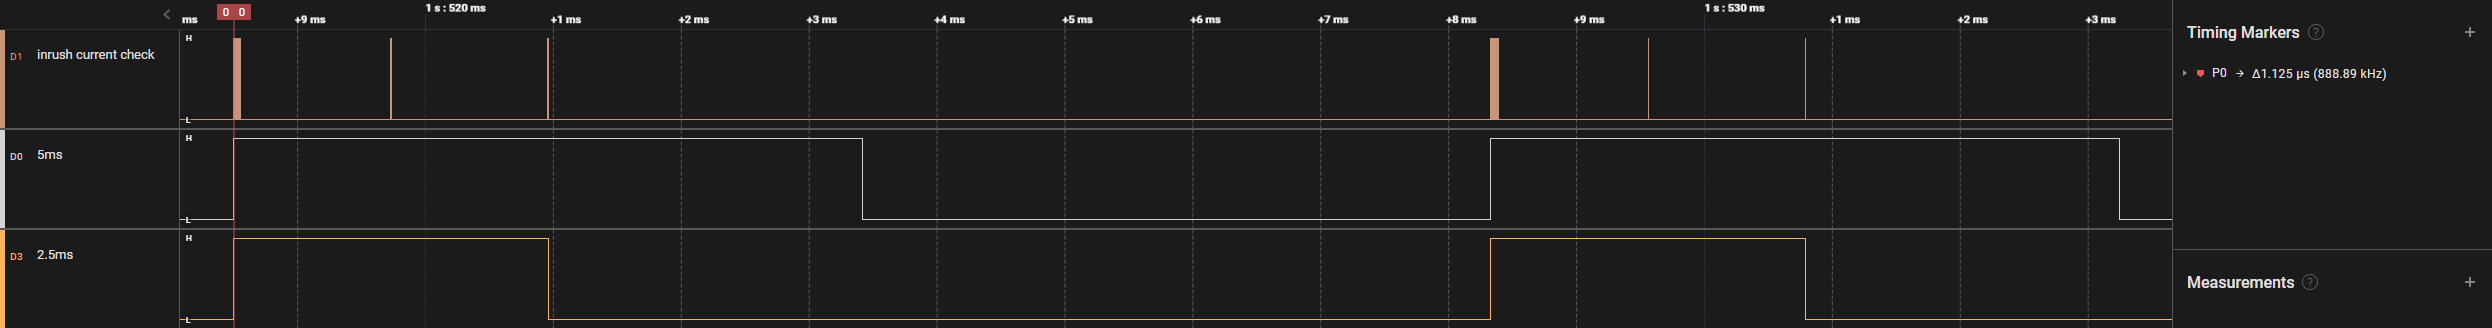 1 s : 520 ms 1 s : 530 ms
ms 0 0 +9 ms +1 ms +2 ms +3 ms +4 ms +5 ms +6 ms +7 ms +8 ms +9 ms +1 ms +2 ms +3 ms
D1 inrush current check H
L
D0 5ms H
L
D3 2.5ms H
L
Timing Markers ? +
P0 → Δ1.125 μs (888.89 kHz)
Measurements ? +